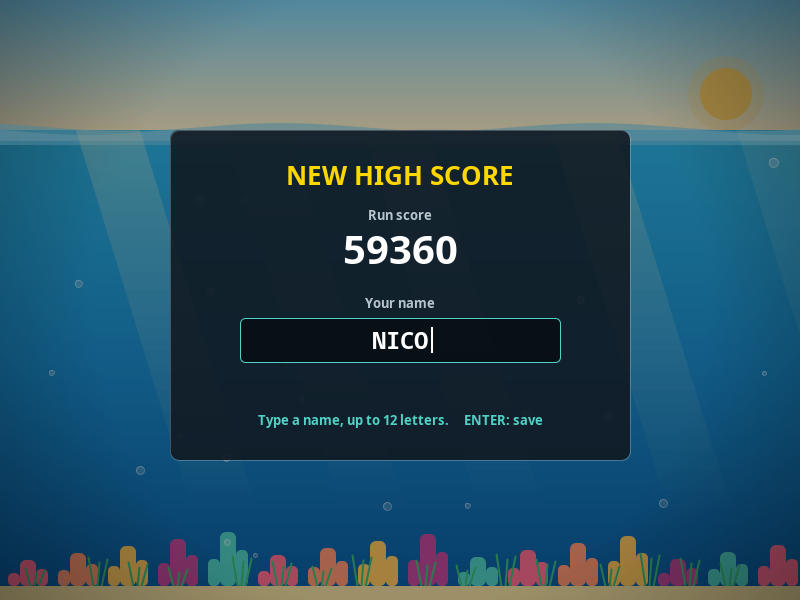 NEW HIGH SCORE
Run score
59360
Your name
NICO
Type a name, up to 12 letters. ENTER: save